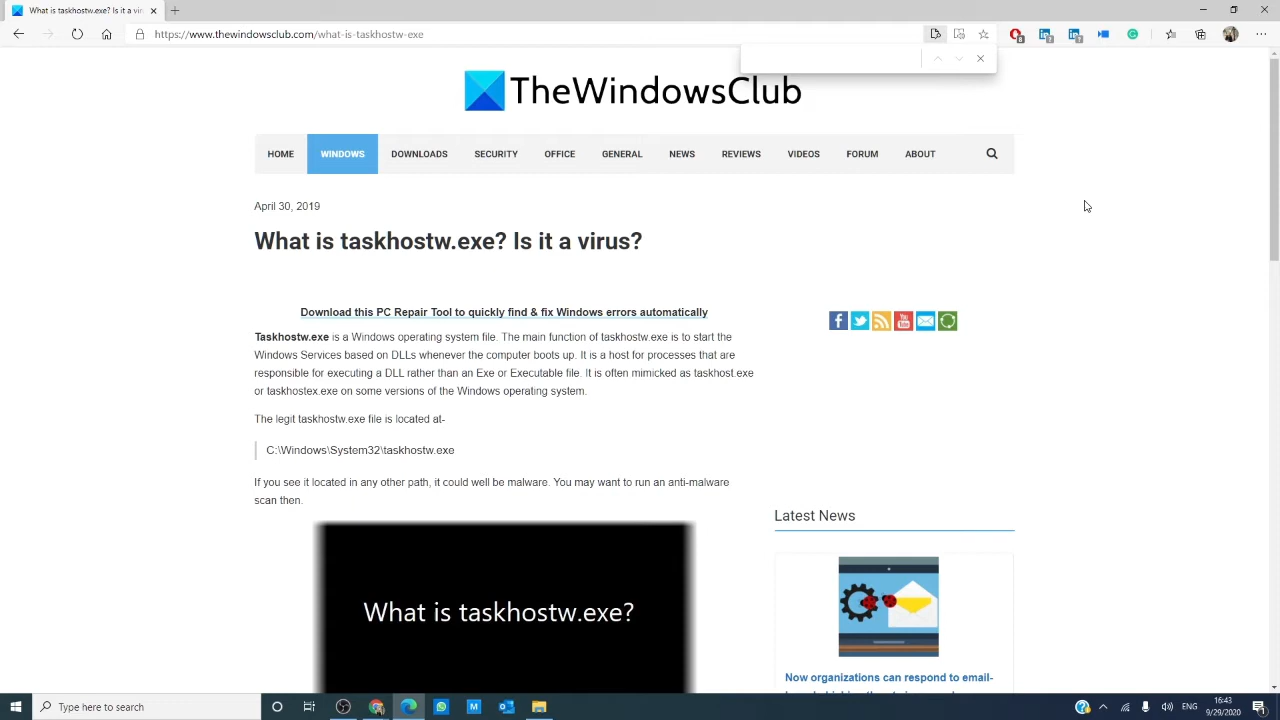 What is taskhostw.exe? Is it a vir
https://www.thewindowsclub.com/what-is-taskhostw-exe
TheWindowsClub
HOME WINDOWS DOWNLOADS SECURITY OFFICE GENERAL NEWS REVIEWS VIDEOS FORUM ABOUT
April 30, 2019
What is taskhostw.exe? Is it a virus?
Download this PC Repair Tool to quickly find & fix Windows errors automatically
Taskhostw.exe is a Windows operating system file. The main function of taskhostw.exe is to start the
Windows Services based on DLLs whenever the computer boots up. It is a host for processes that are
responsible for executing a DLL rather than an Exe or Executable file. It is often mimicked as taskhost.exe
or taskhostex.exe on some versions of the Windows operating system.
The legit taskhostw.exe file is located at-
C:\Windows\System32\taskhostw.exe
If you see it located in any other path, it could well be malware. You may want to run an anti-malware
scan then.
What is taskhostw.exe?
You Tube
Latest News
Now organizations can respond to email-
Type here to search
ENG
16:43
9/29/2020